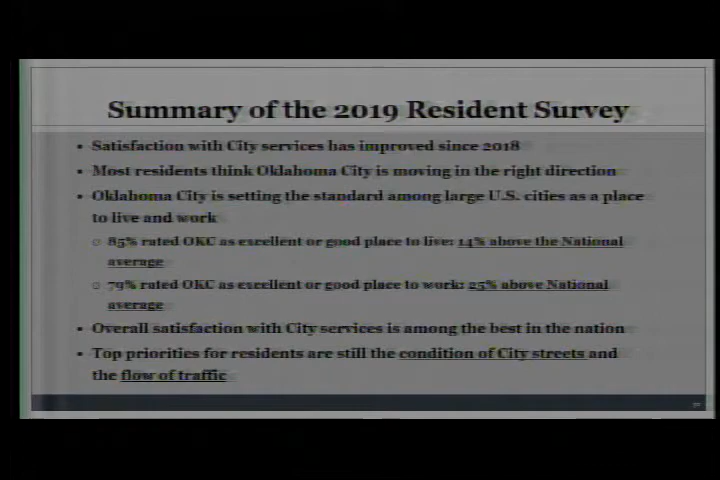 Summary of the 2019 Resident Survey
• Satisfaction with City services has improved since 2018
• Most residents think Oklahoma City is moving in the right direction
• Oklahoma City is setting the standard among large U.S. cities as a place
to live and work
o 85% rated OKC as excellent or good place to live: 14% above the National
average
o 79% rated OKC as excellent or good place to work: 25% above National
average
• Overall satisfaction with City services is among the best in the nation
• Top priorities for residents are still the condition of City streets and
the flow of traffic